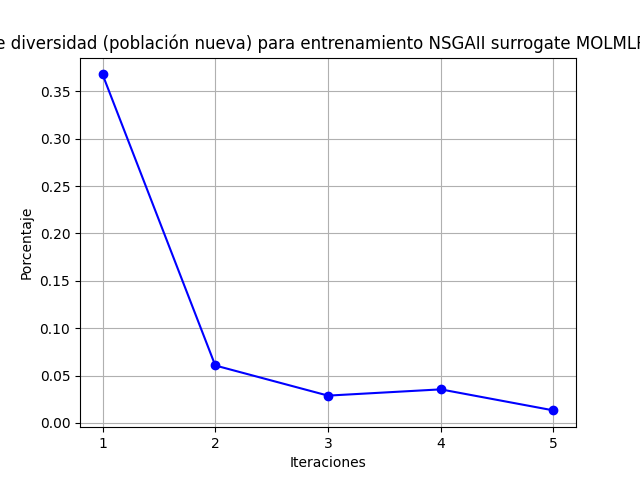 e diversidad (población nueva) para entrenamiento NSGAII surrogate MOLMLP
0.35
0.30
0.25
0.20
0.15
0.10
0.05
0.00
Porcentaje
1 2 3 4 5
Iteraciones